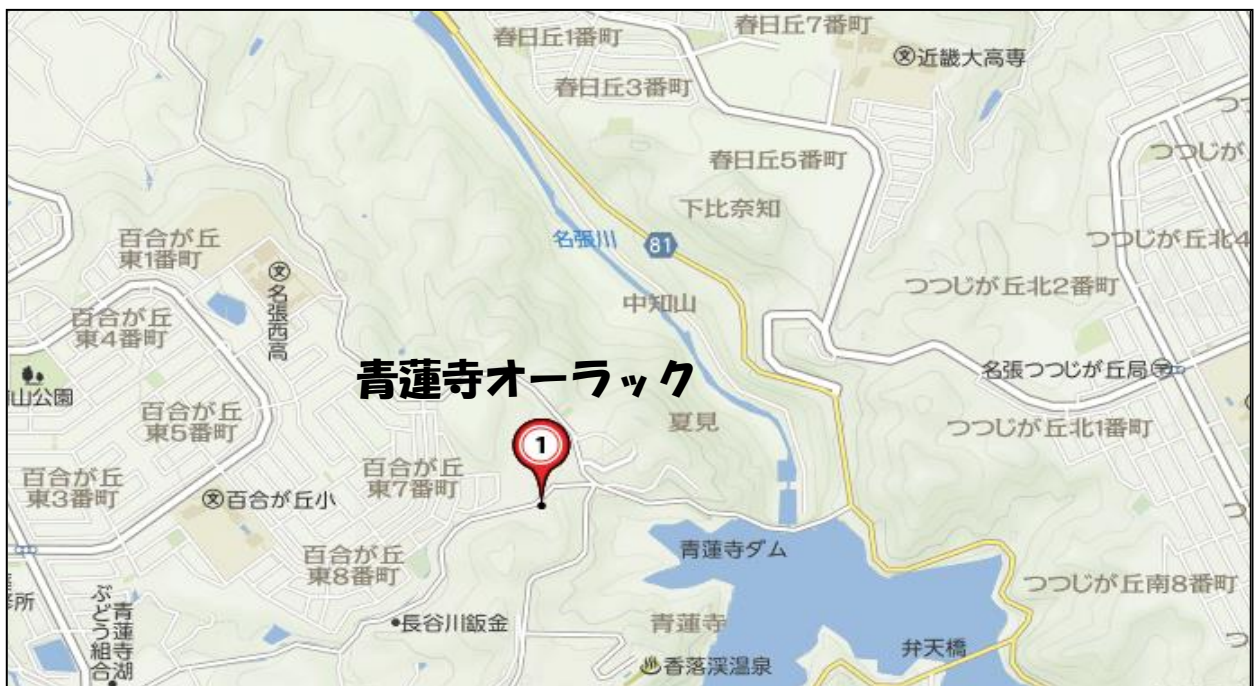 春日丘1番町
春日丘7番町
近畿大高専
春日丘3番町
つつじが
春日丘5番町
下比奈知
百合が丘
東1番町
名張川
81
つつじが丘北4
名張西高
つつじが丘北2番町
中知山
百合が丘
東4番町
青蓮寺オーラック
名張つつじが丘局
山公園
百合が丘
東5番町
夏見
つつじが丘北1番町
1
百合が丘
東3番町
百合が丘
東7番町
百合が丘小
青蓮寺ダム
百合が丘
東8番町
つつじが丘南8番町
青蓮寺湖
ぶどう組合
長谷川鈑金
青蓮寺
弁天橋
香落渓温泉